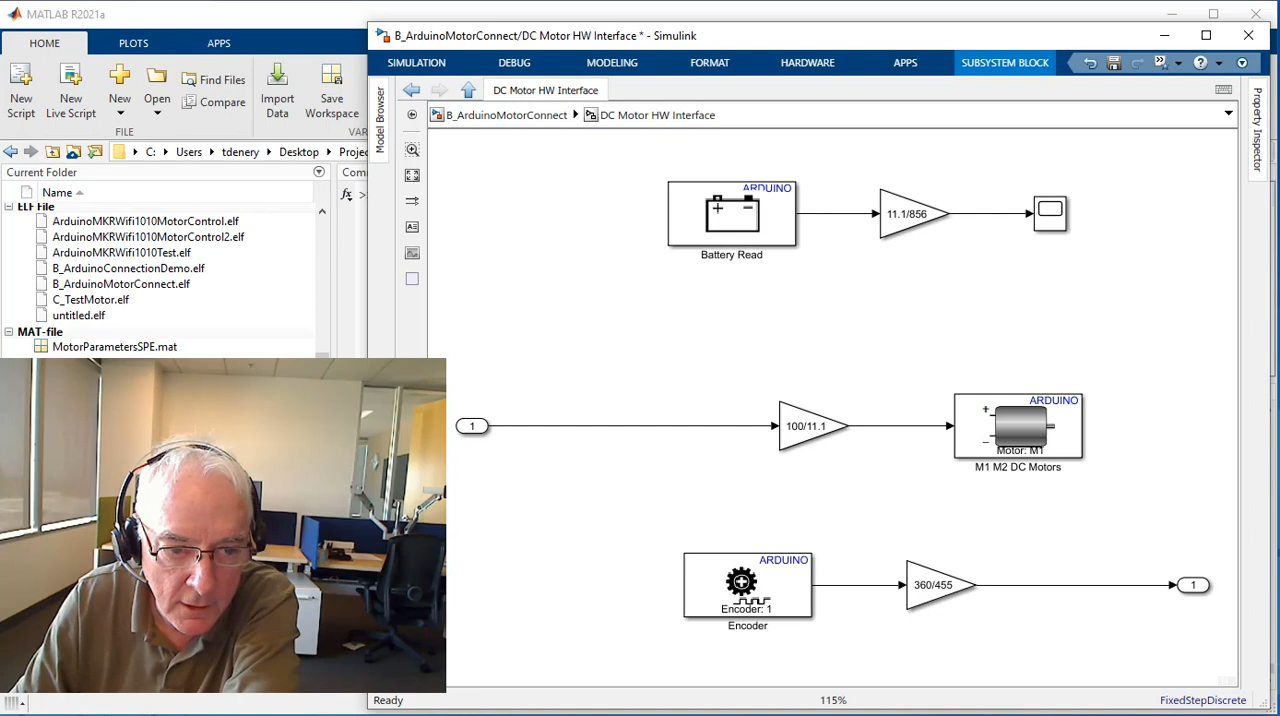 MATLAB R2021a
HOME
PLOTS
APPS
New Script
New Live Script
New
Open
Find Files
Compare
Import Data
Save Workspace
FILE
VAR
C: Users tdenery Desktop Projec
Current Folder
Com
Name
fx >
ELF File
ArduinoMKRWifi1010MotorControl.elf
ArduinoMKRWifi1010MotorControl2.elf
ArduinoMKRWifi1010Test.elf
B_ArduinoConnectionDemo.elf
B_ArduinoMotorConnect.elf
C_TestMotor.elf
untitled.elf
MAT-file
MotorParametersSPE.mat
B_ArduinoMotorConnect/DC Motor HW Interface * - Simulink
SIMULATION
DEBUG
MODELING
FORMAT
HARDWARE
APPS
SUBSYSTEM BLOCK
DC Motor HW Interface
Model Browser
Property Inspector
B_ArduinoMotorConnect
DC Motor HW Interface
ARDUINO
+ −
11.1/856
Battery Read
1
100/11.1
ARDUINO
+
−
Motor: M1
M1 M2 DC Motors
ARDUINO
Encoder: 1
360/455
1
Encoder
Ready
115%
FixedStepDiscrete